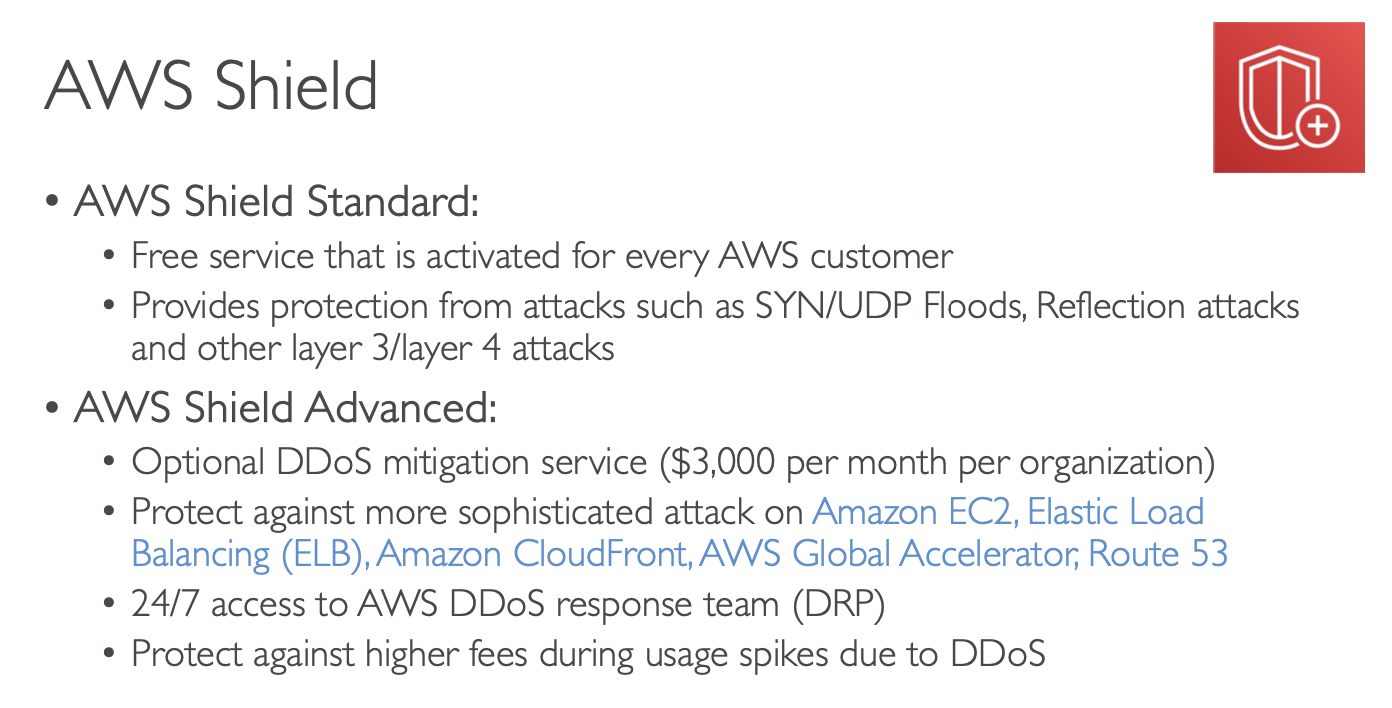 AWS Shield
• AWS Shield Standard:
• Free service that is activated for every AWS customer
• Provides protection from attacks such as SYN/UDP Floods, Reflection attacks
and other layer 3/layer 4 attacks
• AWS Shield Advanced:
• Optional DDoS mitigation service ($3,000 per month per organization)
• Protect against more sophisticated attack on Amazon EC2, Elastic Load
Balancing (ELB), Amazon CloudFront, AWS Global Accelerator, Route 53
• 24/7 access to AWS DDoS response team (DRP)
• Protect against higher fees during usage spikes due to DDoS